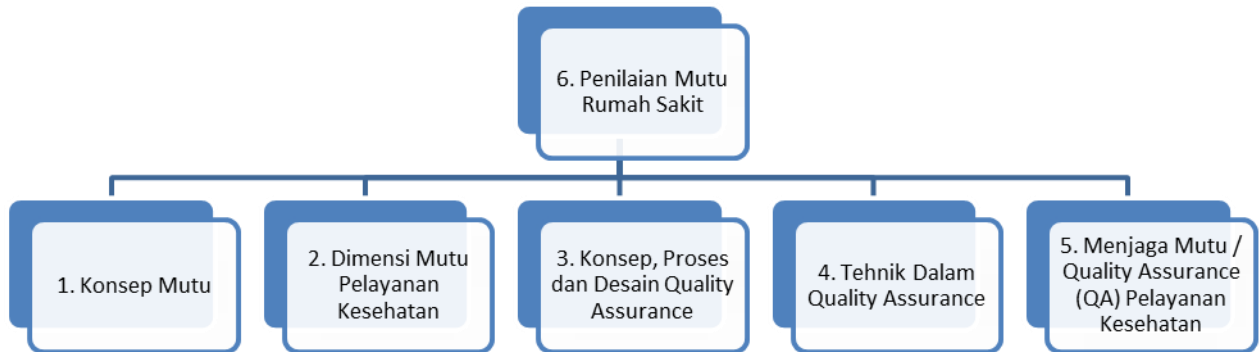 6. Penilaian Mutu
Rumah Sakit
1. Konsep Mutu
2. Dimensi Mutu
Pelayanan
Kesehatan
3. Konsep, Proses
dan Desain Quality
Assurance
4. Tehnik Dalam
Quality Assurance
5. Menjaga Mutu /
Quality Assurance
(QA) Pelayanan
Kesehatan